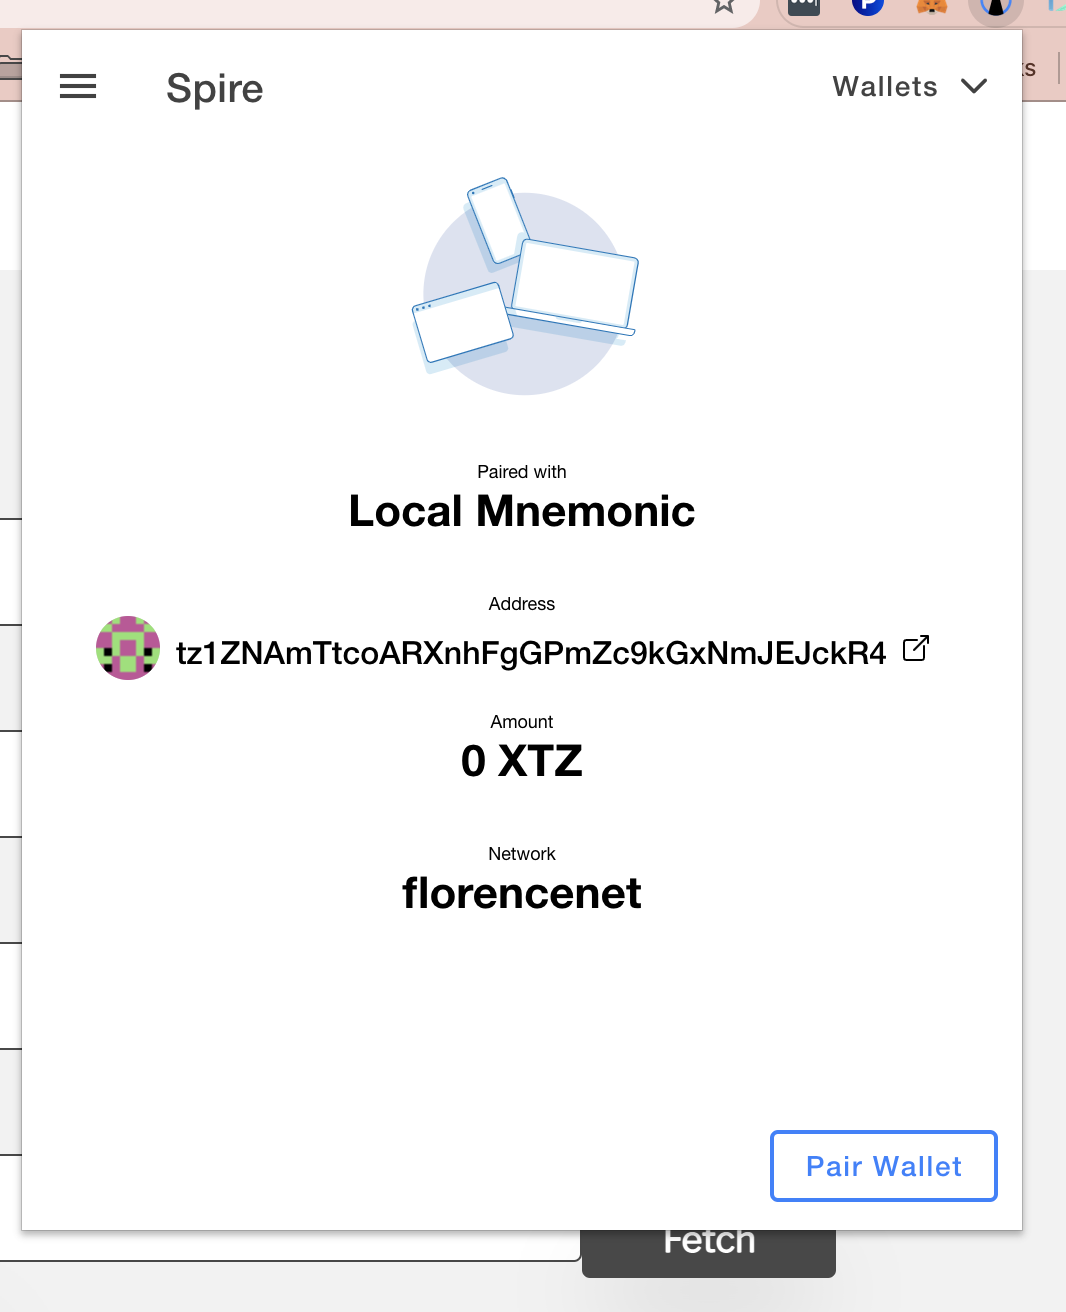 Spire
Wallets
Paired with
Local Mnemonic
Address
tz1ZNAmTtcoARXnhFgGPmZc9kGxNmJEJckR4
Amount
0 XTZ
Network
florencenet
Pair Wallet
Fetch